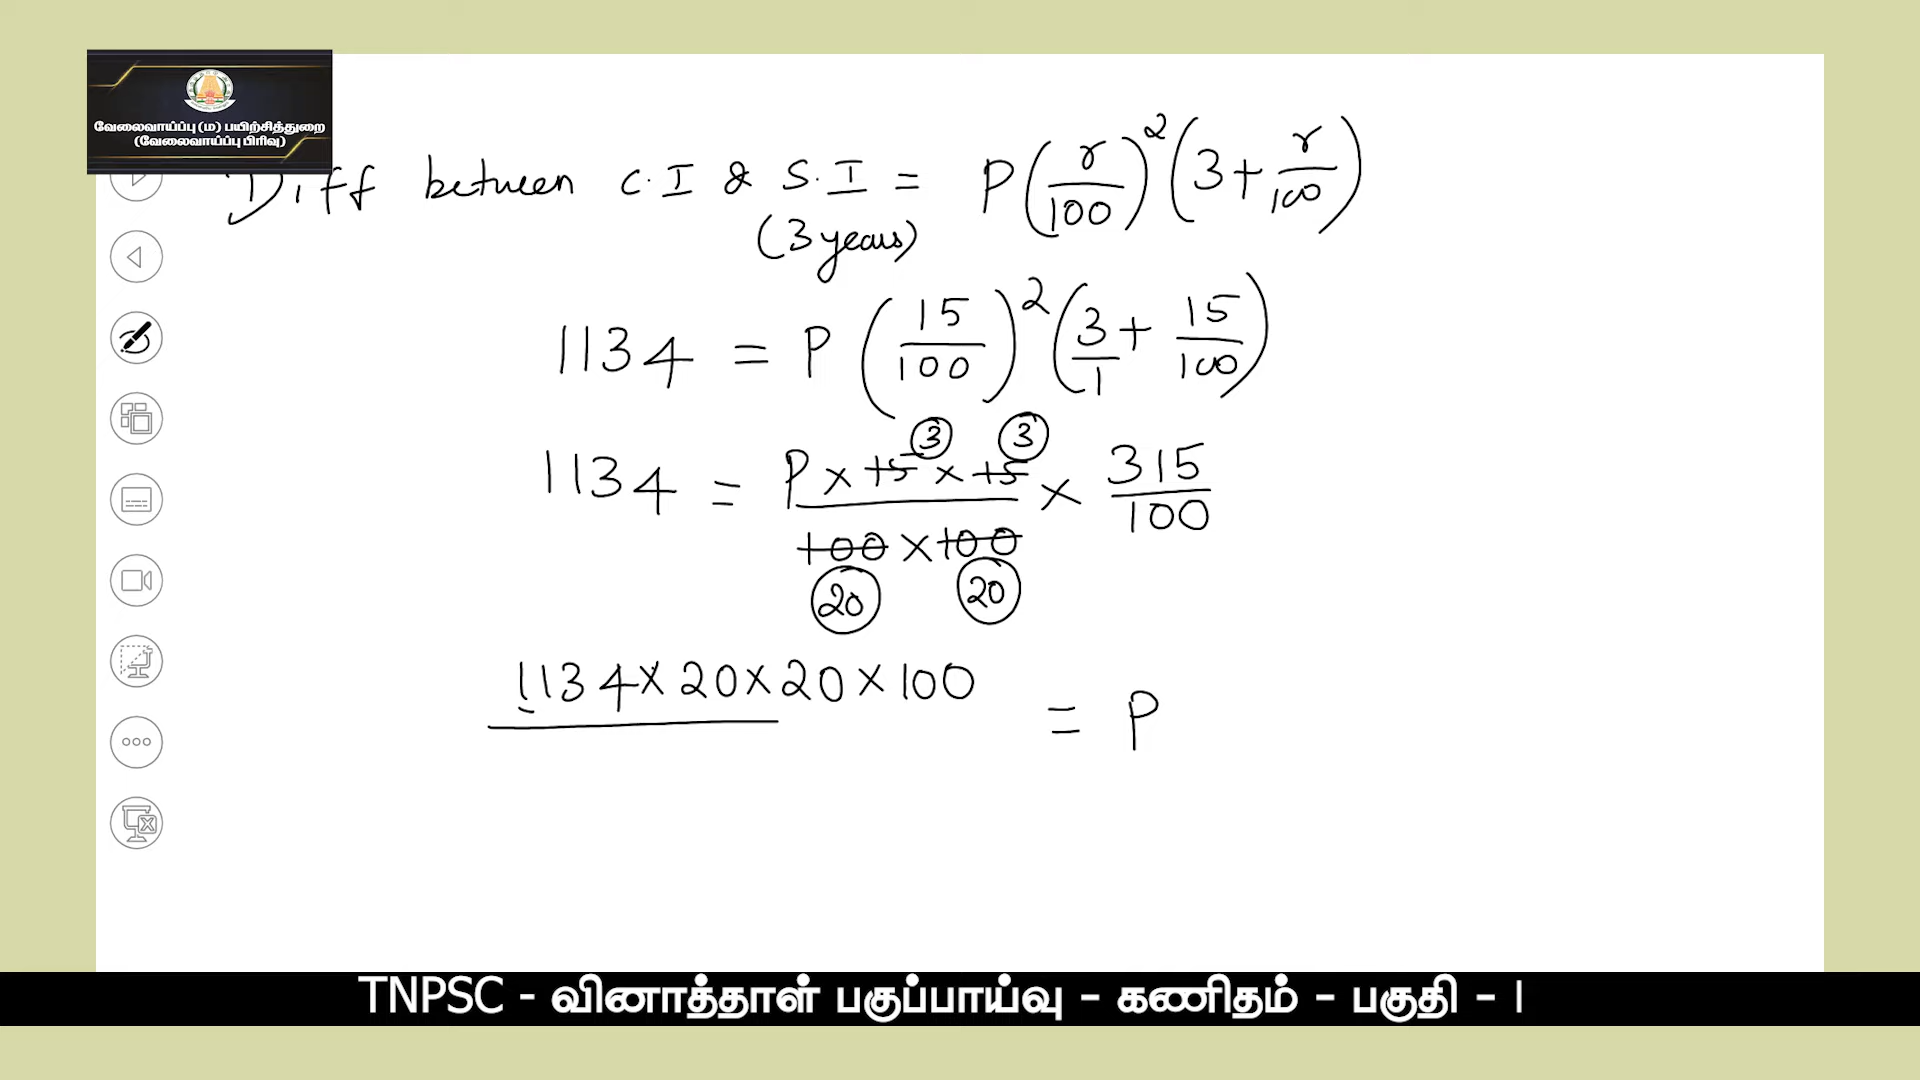 வேலைவாய்ப்பு (ம) பயிற்சித்துறை
(வேலைவாய்ப்பு பிரிவு)
Diff between C.I & S.I = P(r/100)²(3+r/100)
(3 years)
1134 = P(15/100)²(3/1+15/100)
1134 = P×15×15/100×100 × 315/100
3 3
20 20
1134×20×20×100 = P
TNPSC - வினாத்தாள் பகுப்பாய்வு – கணிதம் – பகுதி – I